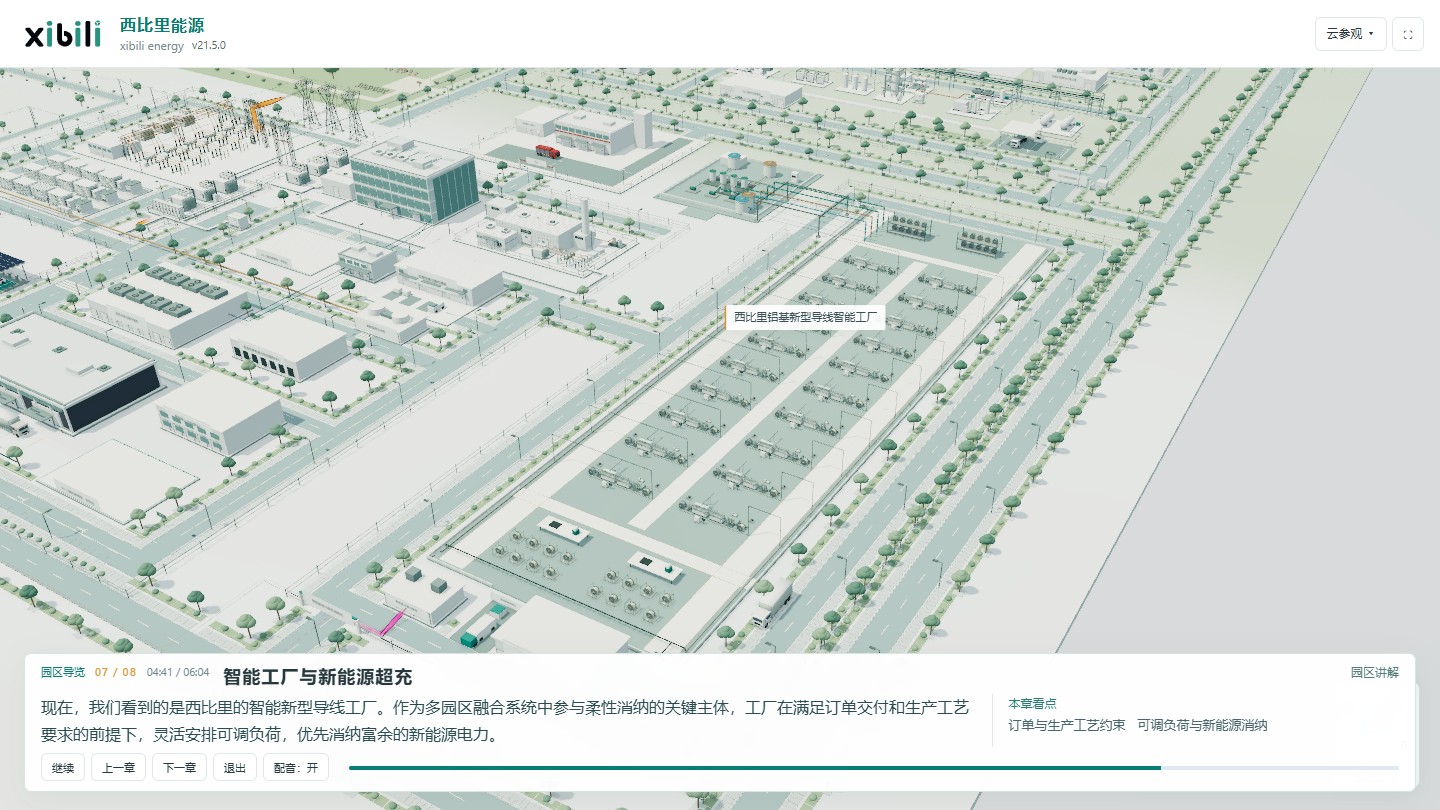 xibili
西比里能源
xibili energy v21.5.0
云参观
西比里铝基新型导线智能工厂
园区导览 07 / 08 04:41 / 06:04 智能工厂与新能源超充
园区讲解
现在，我们看到的是西比里的智能新型导线工厂。作为多园区融合系统中参与柔性消纳的关键主体，工厂在满足订单交付和生产工艺
要求的前提下，灵活安排可调负荷，优先消纳富余的新能源电力。
本章看点
订单与生产工艺约束 可调负荷与新能源消纳
继续 上一章 下一章 退出 配音：开